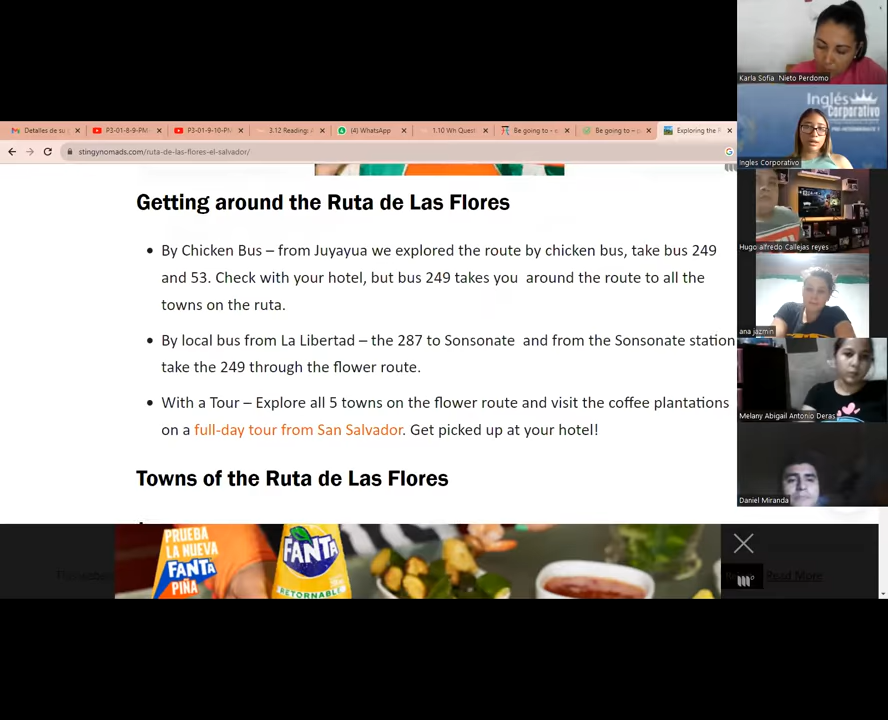 Karla Sofia Nieto Perdomo
Inglés
Corporativo
Ingles Corporativo
Hugo alfredo Callejas reyes
ana jazmin
Melany Abigail Antonio Deras
Daniel Miranda
Detalles de su
P3-01-8-9-PM
P3-01-9-10-PM
3.12 Reading:
(4) WhatsApp
1.10 Wh Quest
Be going to
Be going to
Exploring the R
stingynomads.com/ruta-de-las-flores-el-salvador/
Getting around the Ruta de Las Flores
By Chicken Bus – from Juyayua we explored the route by chicken bus, take bus 249
and 53. Check with your hotel, but bus 249 takes you around the route to all the
towns on the ruta.
By local bus from La Libertad – the 287 to Sonsonate and from the Sonsonate station
take the 249 through the flower route.
With a Tour – Explore all 5 towns on the flower route and visit the coffee plantations
on a full-day tour from San Salvador. Get picked up at your hotel!
Towns of the Ruta de Las Flores
PRUEBA
LA NUEVA
FANTA
PIÑA
FANTA
RETORNABLE
Read More